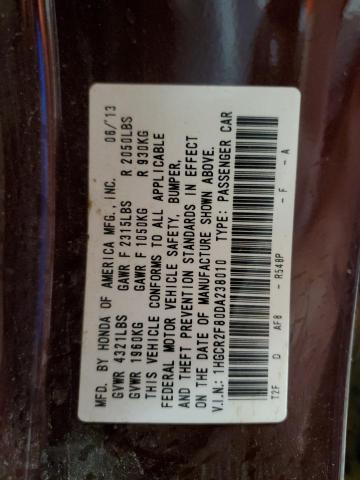 MFD. BY HONDA OF AMERICA MFG., INC. 06/13
GVWR 4321LBS GAWR F 2315LBS R 2050LBS
GVWR 1960KG GAWR F 1050KG R 930KG
THIS VEHICLE CONFORMS TO ALL APPLICABLE
FEDERAL MOTOR VEHICLE SAFETY, BUMPER,
AND THEFT PREVENTION STANDARDS IN EFFECT
ON THE DATE OF MANUFACTURE SHOWN ABOVE.
V.I.N.: 1HGCR2F80DA238010 TYPE: PASSENGER CAR
T2F D AF8 R548P F A